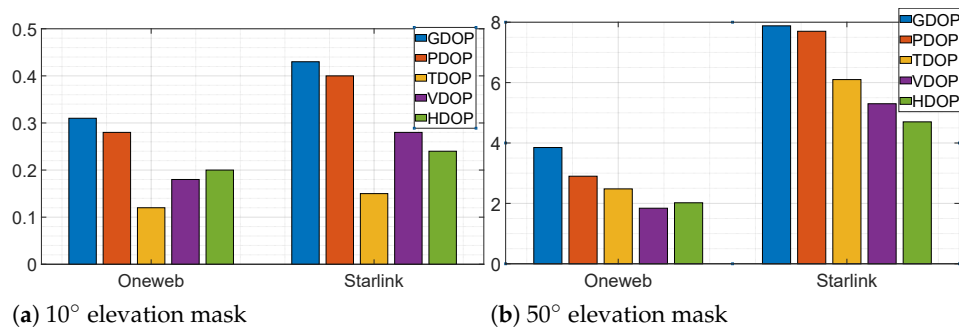 0.5
0.4
0.3
0.2
0.1
0
Oneweb
Starlink
GDOP
PDOP
TDOP
VDOP
HDOP
(a) 10° elevation mask
8
6
4
2
0
Oneweb
Starlink
GDOP
PDOP
TDOP
VDOP
HDOP
(b) 50° elevation mask